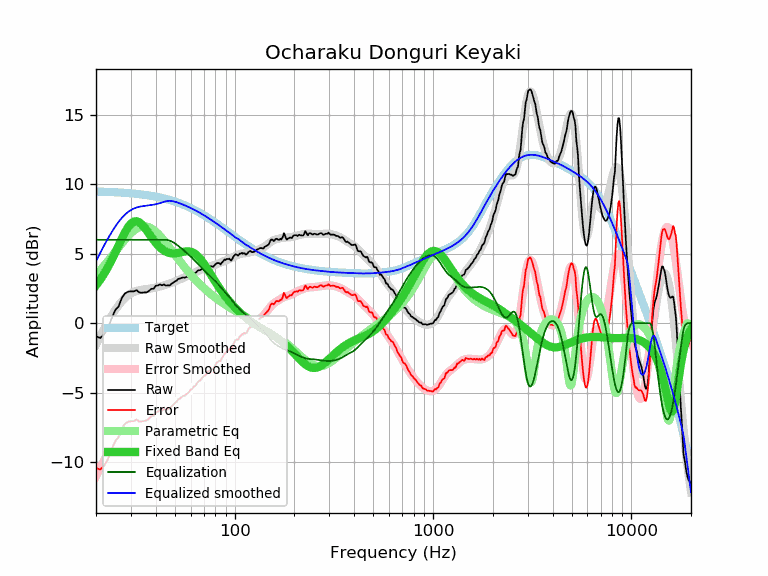 Ocharaku Donguri Keyaki
Amplitude (dBr)
15
10
5
0
−5
−10
Target
Raw Smoothed
Error Smoothed
Raw
Error
Parametric Eq
Fixed Band Eq
Equalization
Equalized smoothed
100
1000
10000
Frequency (Hz)